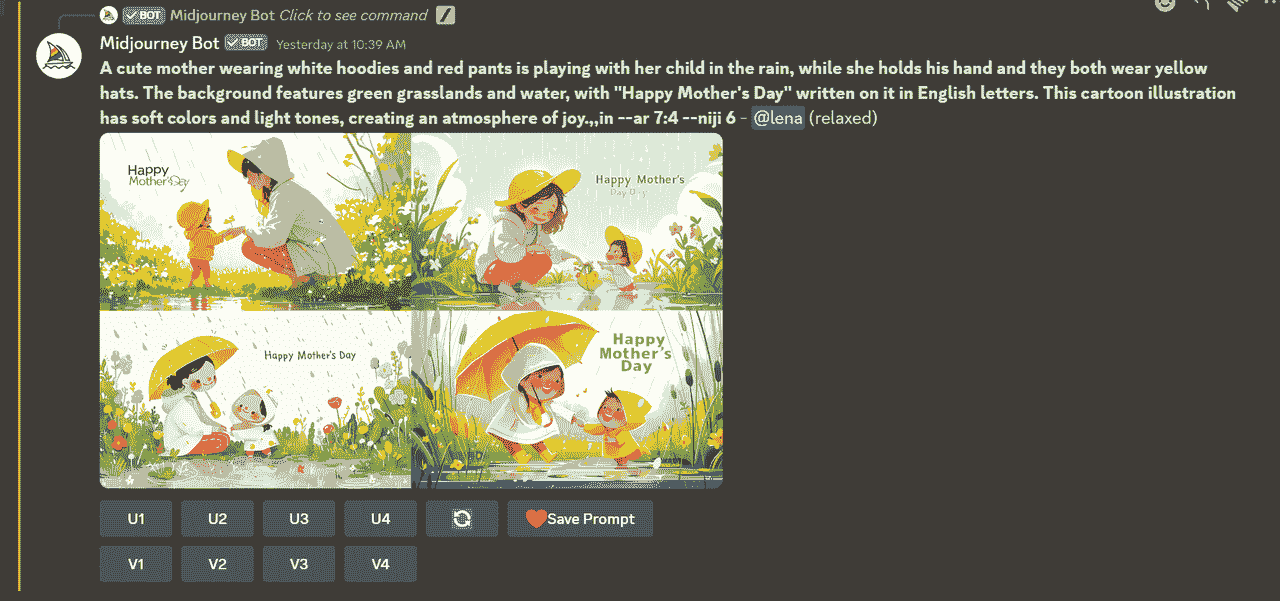 BOT Midjourney Bot Click to see command
Midjourney Bot BOT Yesterday at 10:39 AM
A cute mother wearing white hoodies and red pants is playing with her child in the rain, while she holds his hand and they both wear yellow
hats. The background features green grasslands and water, with "Happy Mother's Day" written on it in English letters. This cartoon illustration
has soft colors and light tones, creating an atmosphere of joy.,,in --ar 7:4 --niji 6 - @lena (relaxed)
Happy
Mother's Day
Happy Mother's
Happy Mother's Day
Happy
Mother's
Day
U1 U2 U3 U4 Save Prompt
V1 V2 V3 V4